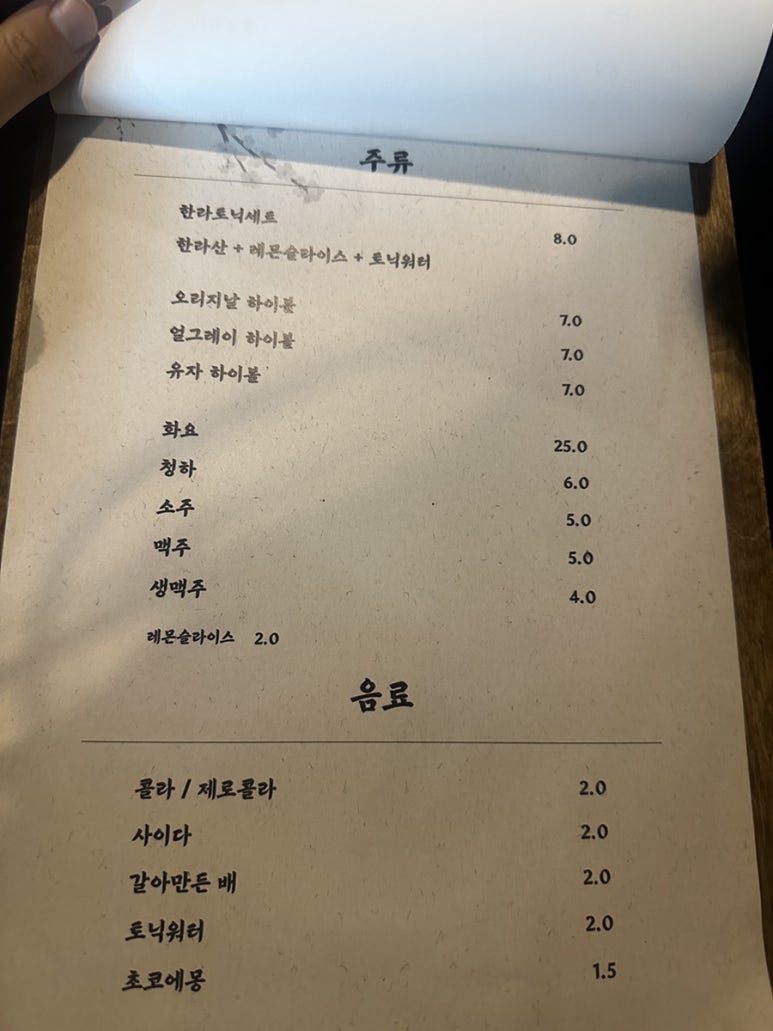 주류
한라토닉세트
한라산 + 레몬슬라이스 + 토닉워터 8.0
오리지날 하이볼 7.0
얼그레이 하이볼 7.0
유자 하이볼 7.0
화요 25.0
청하 6.0
소주 5.0
맥주 5.0
생맥주 4.0
레몬슬라이스 2.0
음료
콜라 / 제로콜라 2.0
사이다 2.0
갈아만든 배 2.0
토닉워터 2.0
초코에몽 1.5